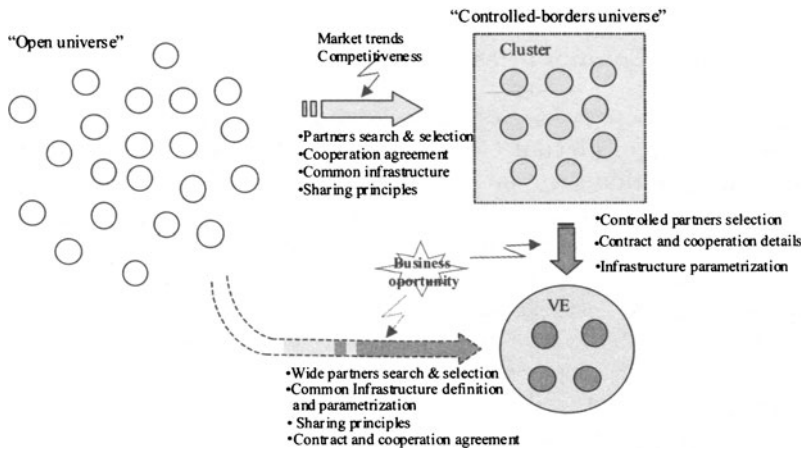 “Controlled-borders universe”
“Open universe”
Market trends
Competitiveness
Cluster
•Partners search & selection
•Cooperation agreement
•Common infrastructure
•Sharing principles
•Controlled partners selection
•Contract and cooperation details
•Infrastructure parametrization
Business
oportunity
VE
•Wide partners search & selection
•Common Infrastructure definition
and parametrization
• Sharing principles
•Contract and cooperation agreement